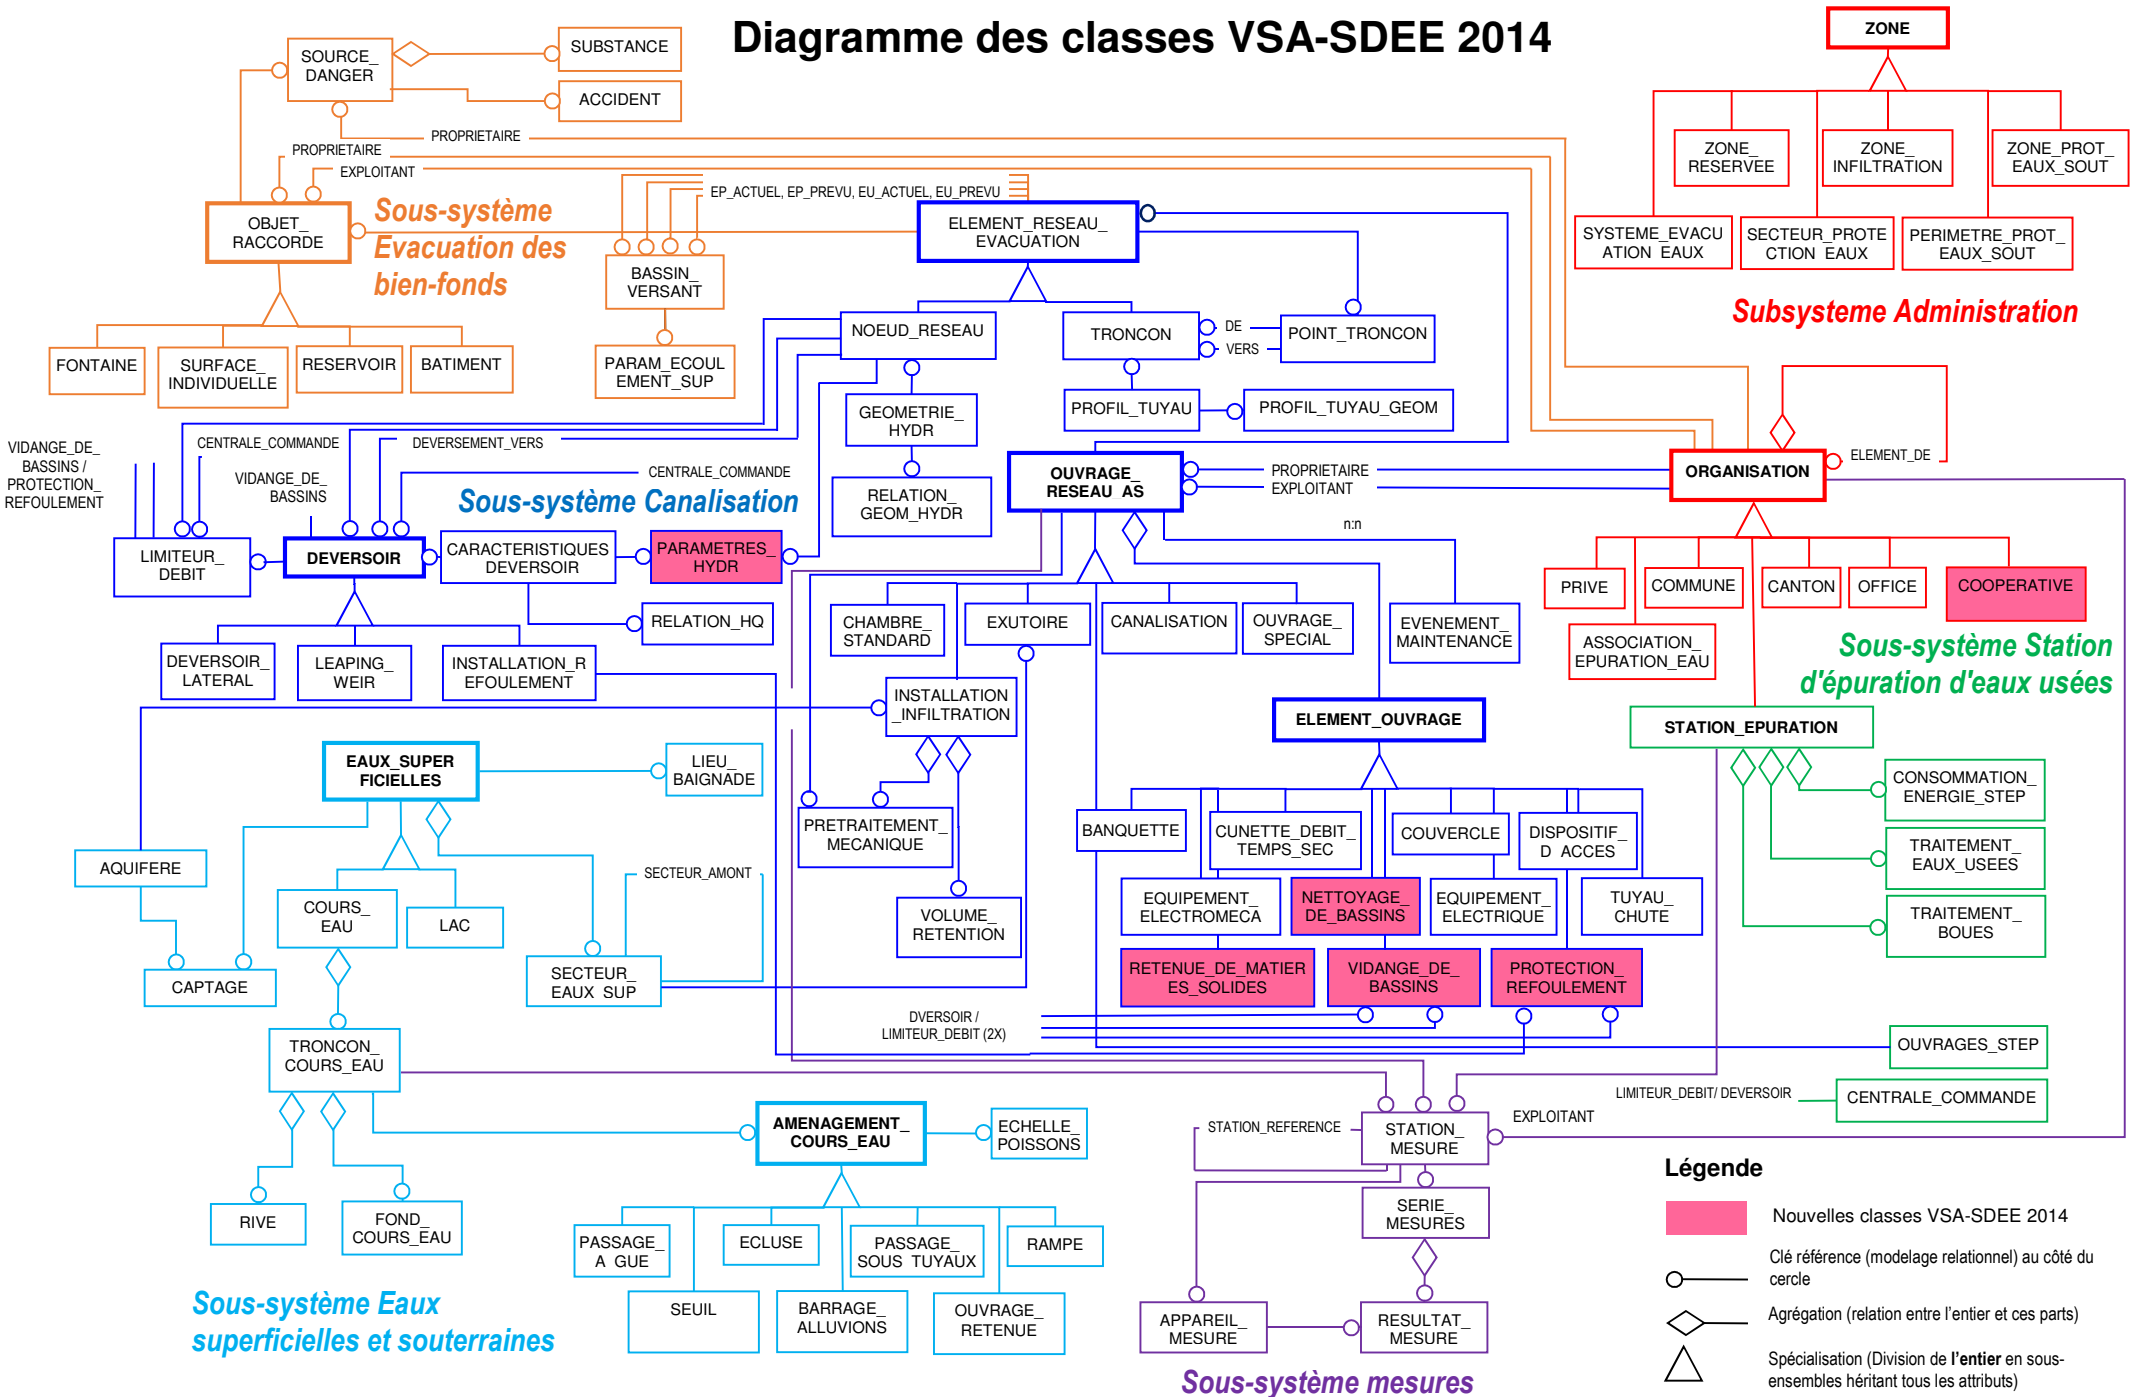 Diagramme des classes VSA-SDEE 2014
SOURCE_
DANGER
SUBSTANCE
ACCIDENT
PROPRIETAIRE
PROPRIETAIRE
EXPLOITANT
EP_ACTUEL, EP_PREVU, EU_ACTUEL, EU_PREVU
OBJET_
RACCORDE
Sous-système
Evacuation des
bien-fonds
BASSIN_
VERSANT
PARAM_ECOUL
EMENT_SUP
FONTAINE
SURFACE_
INDIVIDUELLE
RESERVOIR
BATIMENT
ZONE
ZONE_
RESERVEE
ZONE_
INFILTRATION
ZONE_PROT_
EAUX_SOUT
SYSTEME_EVACU
ATION_EAUX
SECTEUR_PROTE
CTION_EAUX
PERIMETRE_PROT_
EAUX_SOUT
Subsysteme Administration
ELEMENT_RESEAU_
EVACUATION
NOEUD_RESEAU
TRONCON
DE
VERS
POINT_TRONCON
GEOMETRIE_
HYDR
PROFIL_TUYAU
PROFIL_TUYAU_GEOM
RELATION_
GEOM_HYDR
VIDANGE_DE_
BASSINS /
PROTECTION_
REFOULEMENT
CENTRALE_COMMANDE
DEVERSEMENT_VERS
VIDANGE_DE_
BASSINS
CENTRALE_COMMANDE
Sous-système Canalisation
OUVRAGE_
RESEAU_AS
PROPRIETAIRE
EXPLOITANT
ORGANISATION
ELEMENT_DE
n:n
LIMITEUR_
DEBIT
DEVERSOIR
CARACTERISTIQUES
DEVERSOIR
PARAMETRES_
HYDR
RELATION_HQ
DEVERSOIR_
LATERAL
LEAPING_
WEIR
INSTALLATION_R
EFOULEMENT
CHAMBRE_
STANDARD
EXUTOIRE
CANALISATION
OUVRAGE_
SPECIAL
EVENEMENT_
MAINTENANCE
PRIVE
COMMUNE
CANTON
OFFICE
COOPERATIVE
ASSOCIATION_
EPURATION_EAU
Sous-système Station
d'épuration d'eaux usées
INSTALLATION
_INFILTRATION
ELEMENT_OUVRAGE
STATION_EPURATION
EAUX_SUPER
FICIELLES
LIEU_
BAIGNADE
PRETRAITEMENT_
MECANIQUE
BANQUETTE
CUNETTE_DEBIT_
TEMPS_SEC
COUVERCLE
DISPOSITIF_
D_ACCES
CONSOMMATION_
ENERGIE_STEP
TRAITEMENT_
EAUX_USEES
TRAITEMENT_
BOUES
AQUIFERE
SECTEUR_AMONT
COURS_
EAU
LAC
VOLUME_
RETENTION
EQUIPEMENT_
ELECTROMECA
NETTOYAGE_
DE_BASSINS
EQUIPEMENT_
ELECTRIQUE
TUYAU_
CHUTE
CAPTAGE
SECTEUR_
EAUX_SUP
RETENUE_DE_MATIER
ES_SOLIDES
VIDANGE_DE_
BASSINS
PROTECTION_
REFOULEMENT
DVERSOIR /
LIMITEUR_DEBIT (2X)
TRONCON_
COURS_EAU
OUVRAGES_STEP
LIMITEUR_DEBIT/ DEVERSOIR
CENTRALE_COMMANDE
AMENAGEMENT_
COURS_EAU
ECHELLE_
POISSONS
STATION_REFERENCE
STATION_
MESURE
EXPLOITANT
RIVE
FOND_
COURS_EAU
PASSAGE_
A_GUE
ECLUSE
PASSAGE_
SOUS_TUYAUX
RAMPE
SEUIL
BARRAGE_
ALLUVIONS
OUVRAGE_
RETENUE
Sous-système Eaux
superficielles et souterraines
SERIE_
MESURES
APPAREIL_
MESURE
RESULTAT_
MESURE
Sous-système mesures
Légende
Nouvelles classes VSA-SDEE 2014
Clé référence (modelage relationnel) au côté du
cercle
Agrégation (relation entre l'entier et ces parts)
Spécialisation (Division de l'entier en sous-
ensembles héritant tous les attributs)